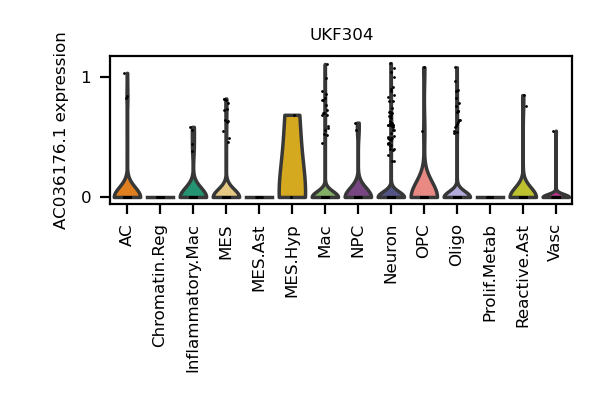 UKF304
AC036176.1 expression
1
0
AC
Chromatin.Reg
Inflammatory.Mac
MES
MES.Ast
MES.Hyp
Mac
NPC
Neuron
OPC
Oligo
Prolif.Metab
Reactive.Ast
Vasc